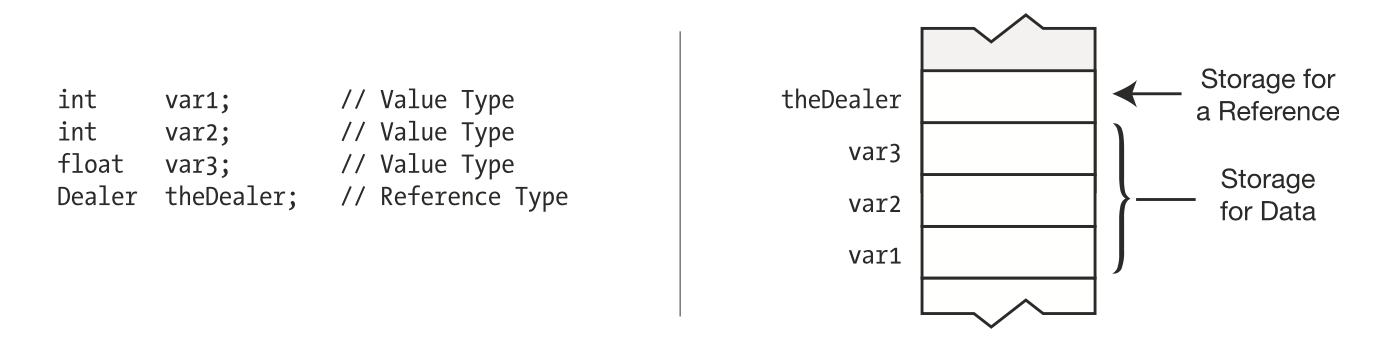 int var1; // Value Type
int var2; // Value Type
float var3; // Value Type
Dealer theDealer; // Reference Type
theDealer
var3
var2
var1
Storage for
a Reference
Storage
for Data